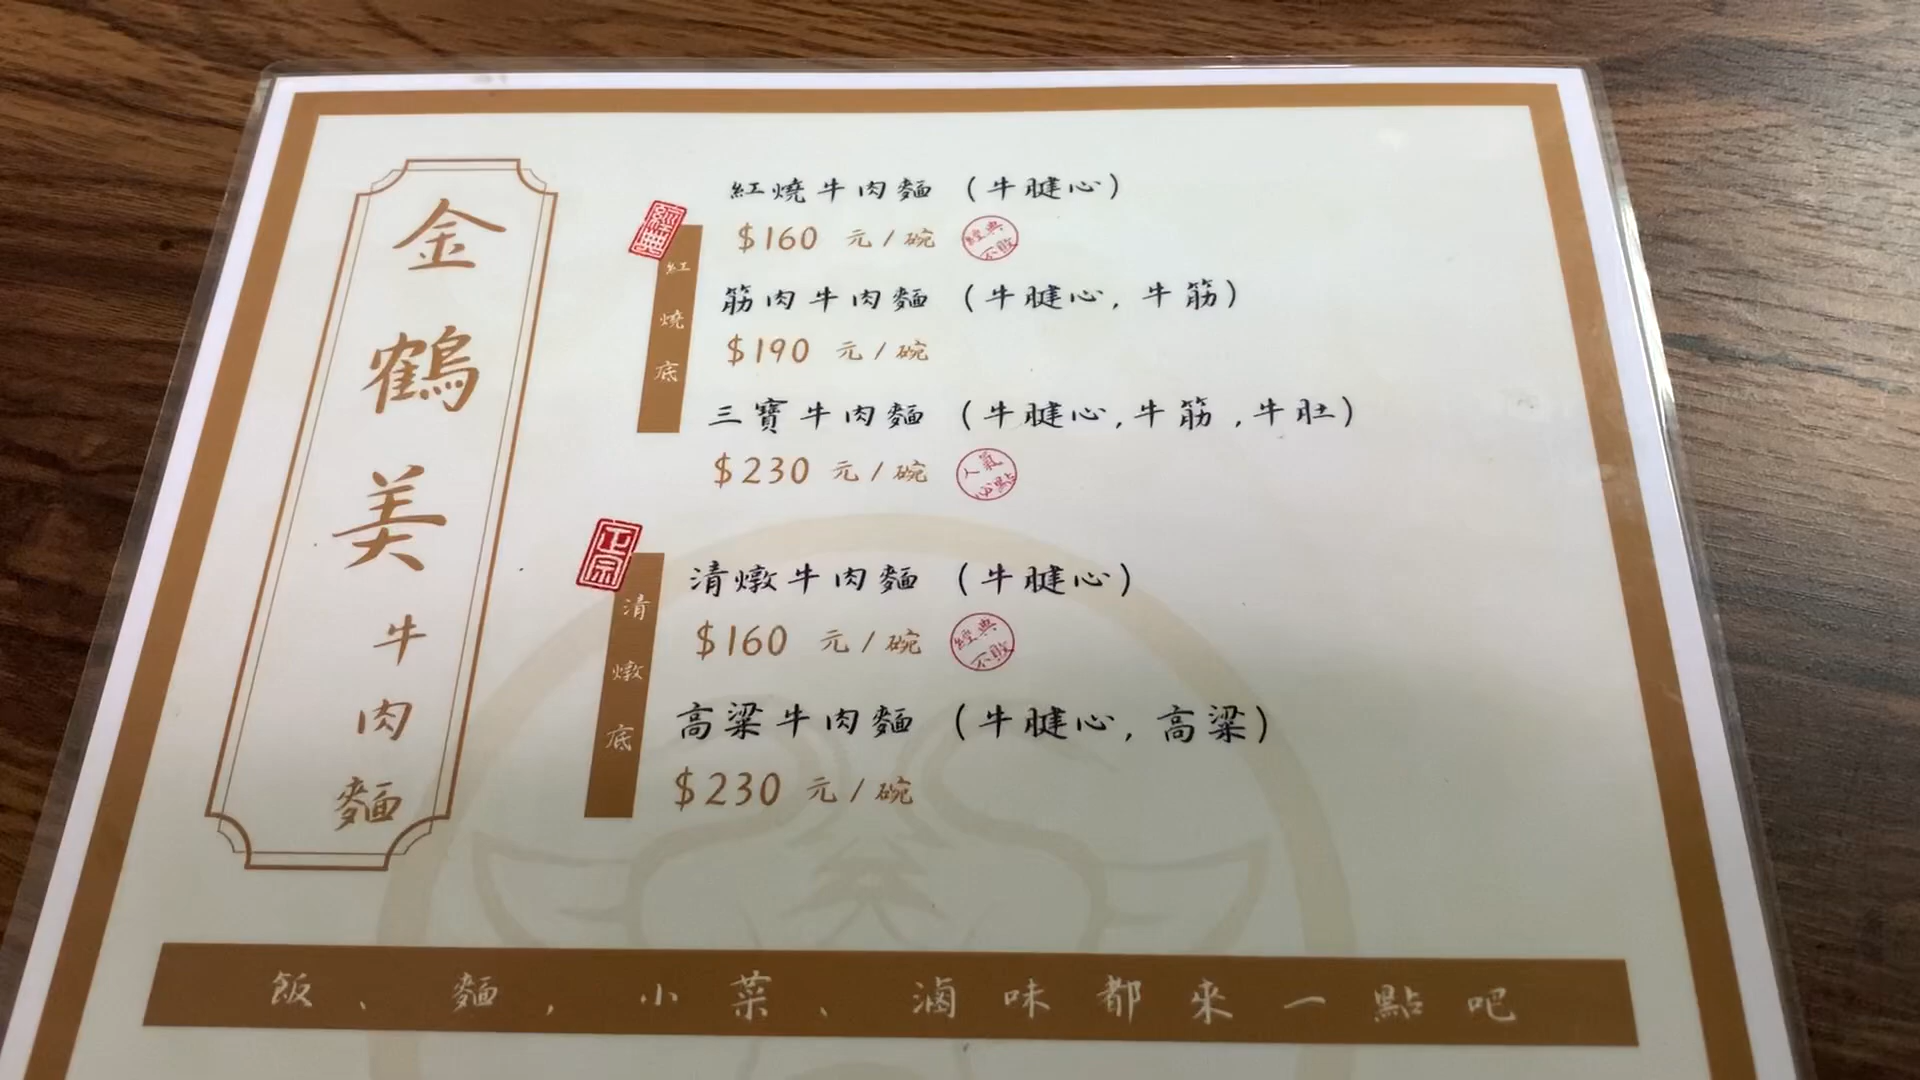 金鶴美牛肉麵
經典
紅燒底
紅燒牛肉麵 (牛腱心)
$160 元/碗 經典不敗
筋肉牛肉麵 (牛腱心, 牛筋)
$190 元/碗
三寶牛肉麵 (牛腱心,牛筋,牛肚)
$230 元/碗 人氣必點
正宗
清燉底
清燉牛肉麵 (牛腱心)
$160 元/碗 經典不敗
高粱牛肉麵 (牛腱心, 高粱)
$230 元/碗
飯、麵,小菜、滷味都來一點吧